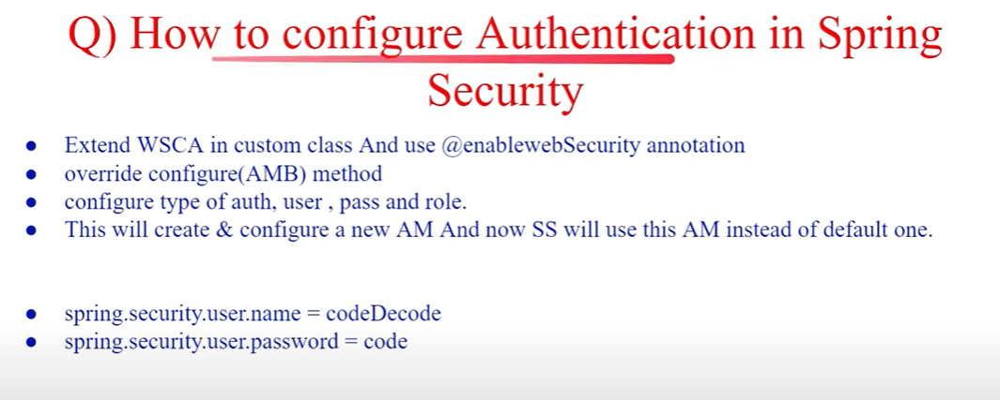 Q) How to configure Authentication in Spring
Security
● Extend WSCA in custom class And use @enablewebSecurity annotation
● override configure(AMB) method
● configure type of auth, user , pass and role.
● This will create & configure a new AM And now SS will use this AM instead of default one.
● spring.security.user.name = codeDecode
● spring.security.user.password = code